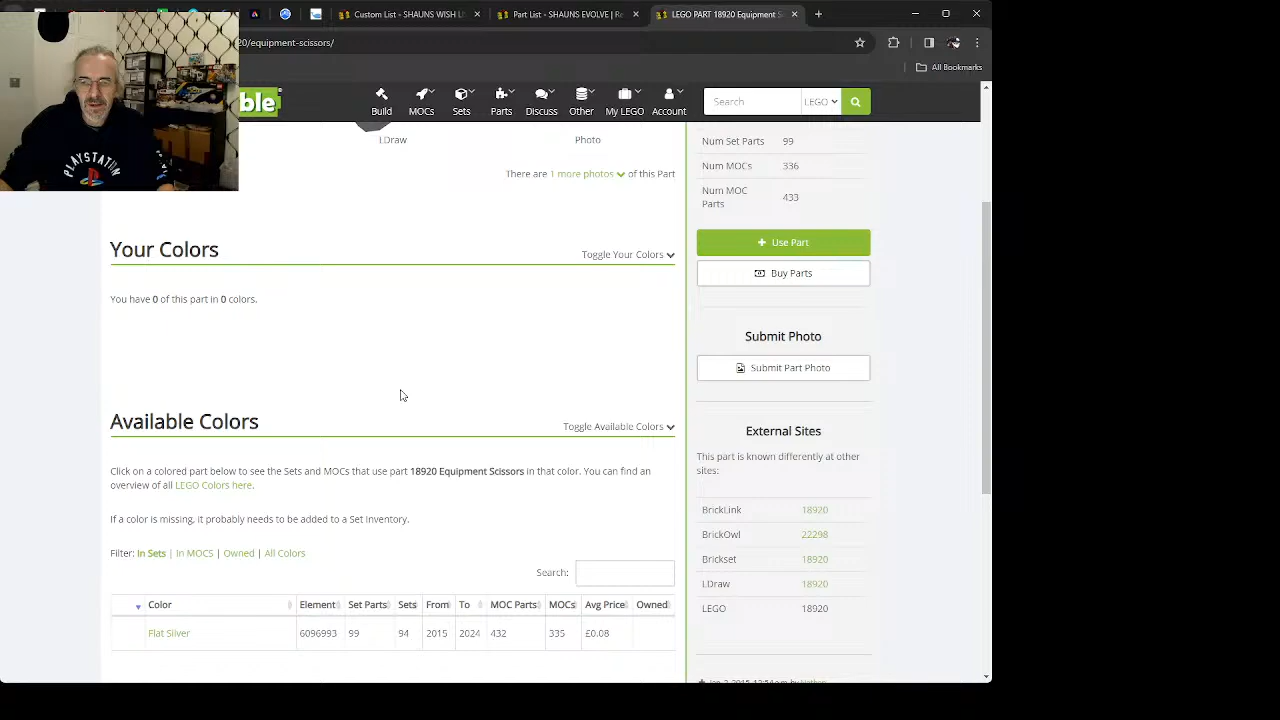 Custom List - SHAUNS WISH L
Part List - SHAUNS EVOLVE | Re
LEGO PART 18920 Equipment S
20/equipment-scissors/
All Bookmarks
ble
Build
MOCs
Sets
Parts
Discuss
Other
My LEGO
Account
Search
LEGO
LDraw
Photo
There are 1 more photos of this Part
Your Colors
Toggle Your Colors
You have 0 of this part in 0 colors.
Available Colors
Toggle Available Colors
Click on a colored part below to see the Sets and MOCs that use part 18920 Equipment Scissors in that color. You can find an
overview of all LEGO Colors here.
If a color is missing, it probably needs to be added to a Set Inventory.
Filter: In Sets | In MOCS | Owned | All Colors
Search:
Color Element Set Parts Sets From To MOC Parts MOCs Avg Price Owned
Flat Silver 6096993 99 94 2015 2024 432 335 £0.08
Num Set Parts 99
Num MOCs 336
Num MOC
Parts 433
Use Part
Buy Parts
Submit Photo
Submit Part Photo
External Sites
This part is known differently at other
sites:
BrickLink 18920
BrickOwl 22298
Brickset 18920
LDraw 18920
LEGO 18920
PLAYSTATION